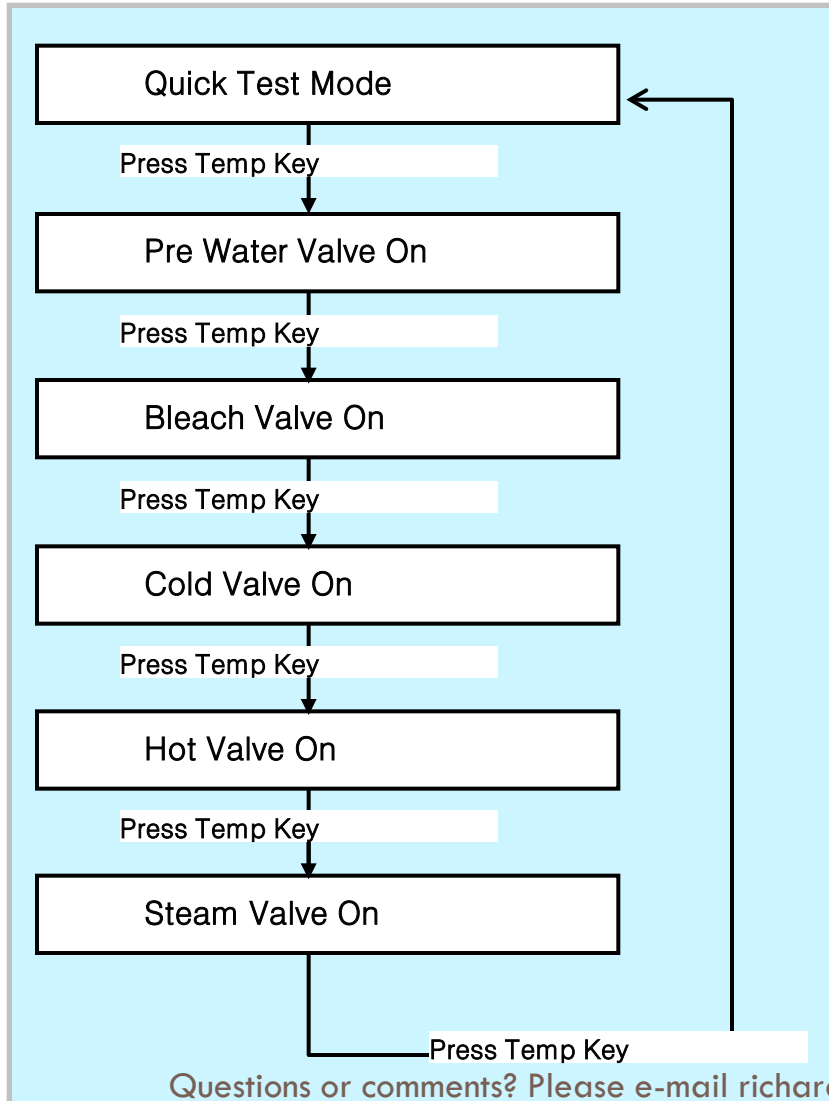 Quick Test Mode
Press Temp Key
Pre Water Valve On
Press Temp Key
Bleach Valve On
Press Temp Key
Cold Valve On
Press Temp Key
Hot Valve On
Press Temp Key
Steam Valve On
Press Temp Key
Questions or comments? Please e-mail richard